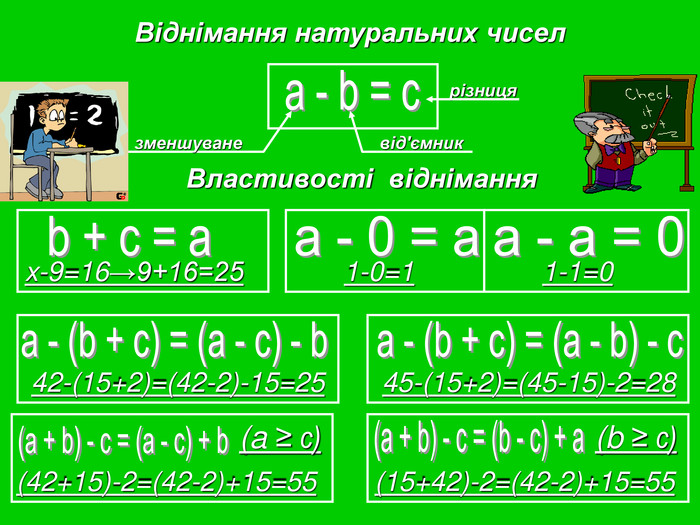 Віднімання натуральних чисел
a - b = c
різниця
зменшуване
від'ємник
= 2
Check
it
out
Властивості віднімання
b + c = a
x-9=16→9+16=25
a - 0 = a
1-0=1
a - a = 0
1-1=0
a - (b + c) = (a - c) - b
42-(15+2)=(42-2)-15=25
a - (b + c) = (a - b) - c
45-(15+2)=(45-15)-2=28
(a + b) - c = (a - c) + b (a ≥ c)
(42+15)-2=(42-2)+15=55
(a + b) - c = (b - c) + a (b ≥ c)
(15+42)-2=(42-2)+15=55